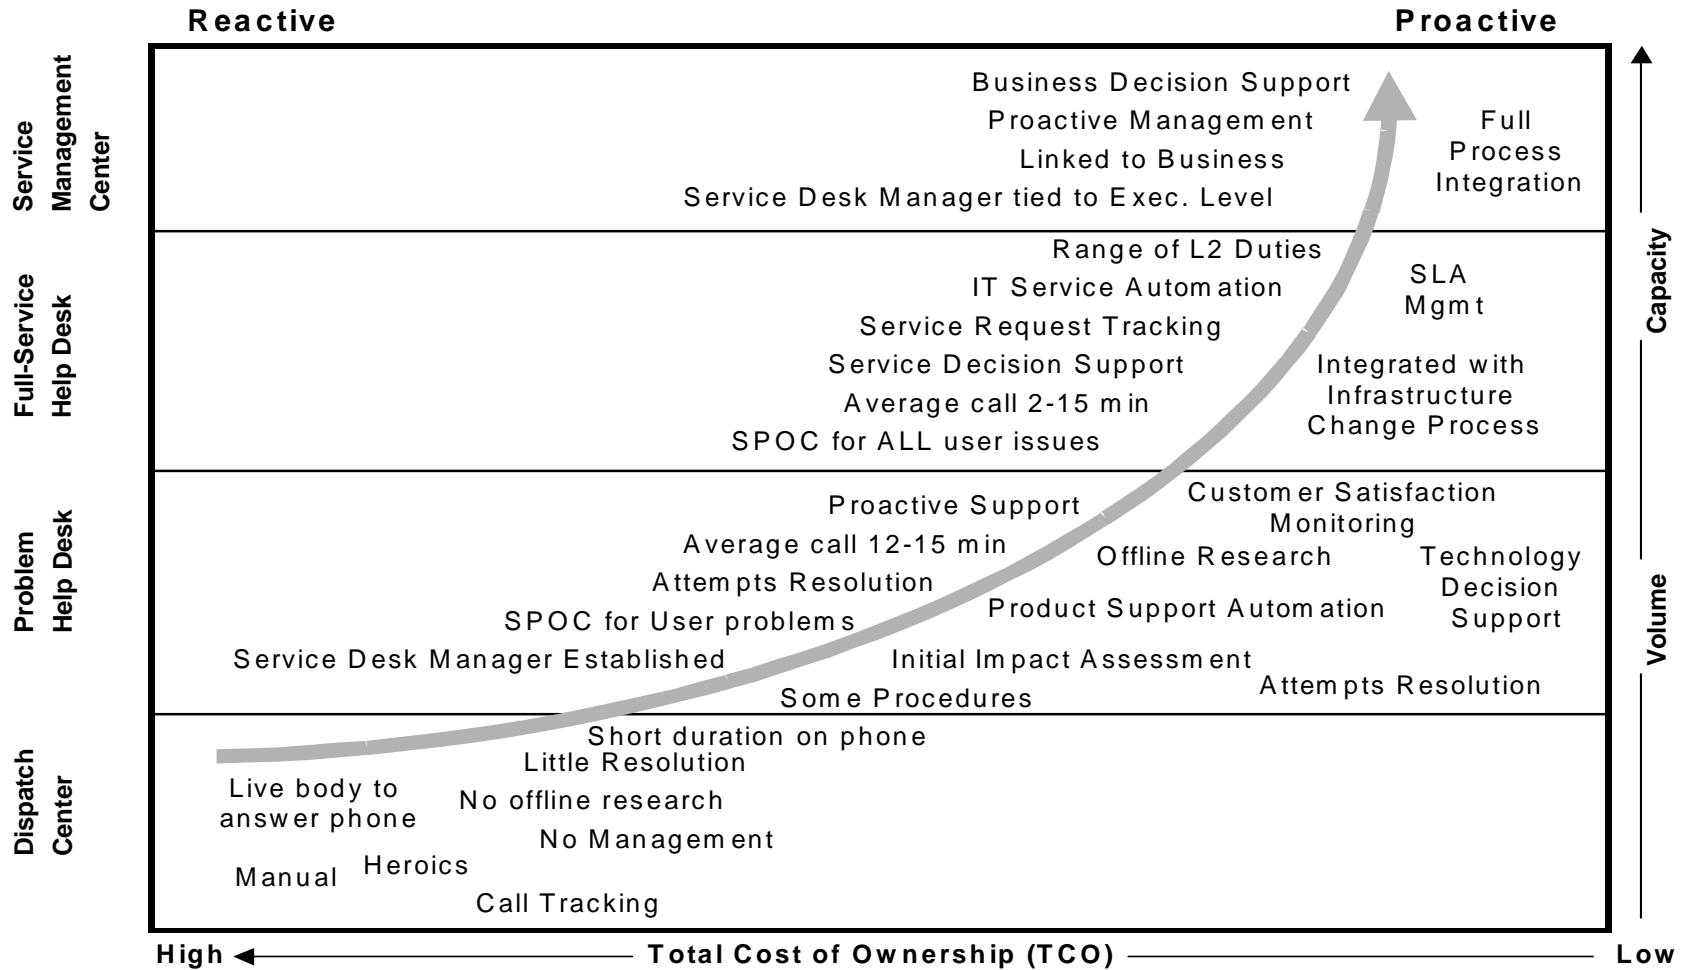 Reactive
Proactive
Service
Management
Center
Business Decision Support
Proactive Management
Linked to Business
Service Desk Manager tied to Exec. Level
Full
Process
Integration
Full-Service
Help Desk
Range of L2 Duties
IT Service Automation
Service Request Tracking
Service Decision Support
Average call 2-15 min
SPOC for ALL user issues
SLA
Mgmt
Integrated with
Infrastructure
Change Process
Problem
Help Desk
Proactive Support
Average call 12-15 min
Attempts Resolution
SPOC for User problems
Service Desk Manager Established
Customer Satisfaction
Monitoring
Offline Research
Technology
Decision
Support
Product Support Automation
Initial Impact Assessment
Attempts Resolution
Some Procedures
Dispatch
Center
Short duration on phone
Little Resolution
Live body to
answer phone
No offline research
No Management
Heroics
Manual
Call Tracking
Capacity
Volume
High
Total Cost of Ownership (TCO)
Low